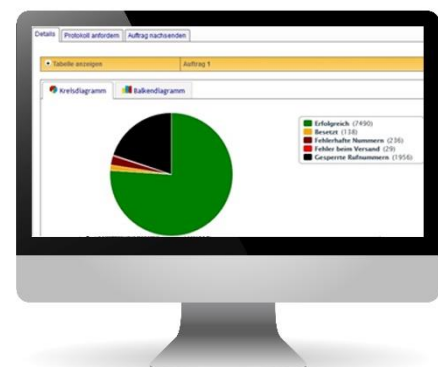 Details Protokoll anfordern Auftrag nachsenden
Tabelle anzeigen Auftrag 1
Kreisdiagramm Balkendiagramm
Erfolgreich (7490)
Besetzt (138)
Fehlerhafte Nummern (236)
Fehler beim Versand (29)
Gesperrte Rufnummern (1956)